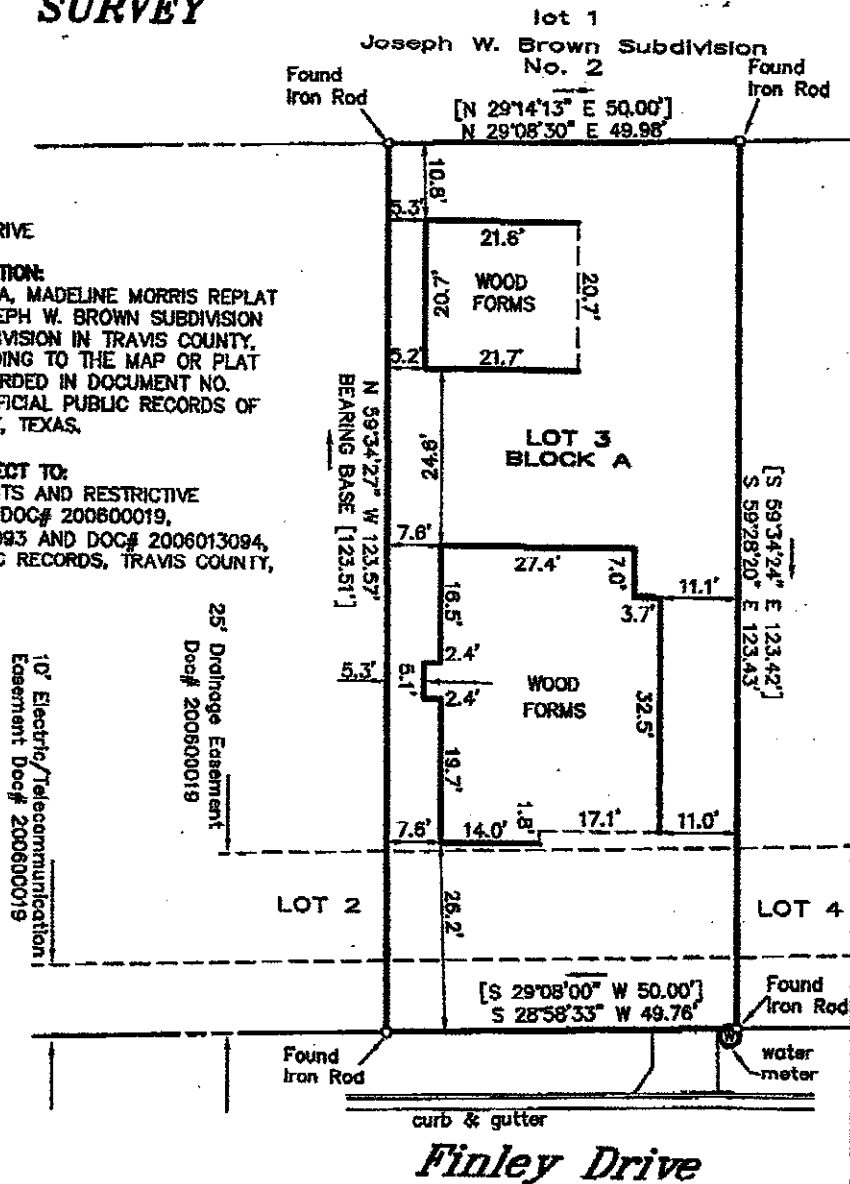 SURVEY
lot 1
Joseph W. Brown Subdivision
No. 2
Found
Iron Rod
Found
Iron Rod
[N 29°14'13" E 50.00']
N 29°08'30" E 49.98'
10.8'
5.3'
21.6'
20.7'
WOOD
FORMS
20.7'
5.2'
21.7'
RIVE
TION:
A, MADELINE MORRIS REPLAT
EPH W. BROWN SUBDIVISION
VISION IN TRAVIS COUNTY,
DING TO THE MAP OR PLAT
RDED IN DOCUMENT NO.
FICIAL PUBLIC RECORDS OF
Y, TEXAS.
ECT TO:
TS AND RESTRICTIVE
DOC# 200600019,
093 AND DOC# 2006013094,
C RECORDS, TRAVIS COUNTY,
N 59°34'27" W 123.57'
BEARING BASE [123.51']
24.8'
LOT 3
BLOCK A
[S 59°34'24" E 123.42']
S 59°28'20" E 123.43'
7.6'
27.4'
7.0'
3.7'
11.1'
16.5'
2.4'
5.3'
5.1'
2.4'
WOOD
FORMS
32.5'
19.7'
1.8'
7.6'
14.0'
17.1'
11.0'
25' Drainage Easement
Doc# 200600019
10' Electric/Telecommunication
Easement Doc# 200600019
LOT 2
26.2'
LOT 4
[S 29°08'00" W 50.00']
S 28°58'33" W 49.76'
Found
Iron Rod
Found
Iron Rod
W
water
meter
curb & gutter
Finley Drive